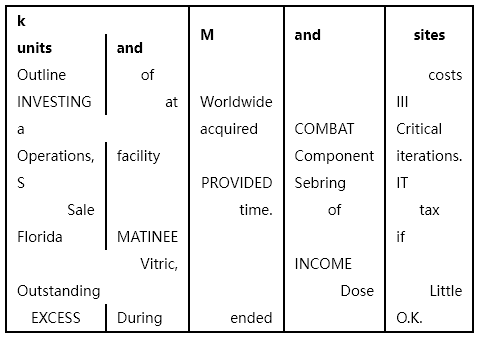 k
M and sites
units and
Outline of costs
INVESTING at Worldwide III
a acquired COMBAT Critical
Operations, facility Component iterations.
S PROVIDED Sebring IT
Sale time. of tax
Florida MATINEE if
Vitric, INCOME
Outstanding Dose Little
EXCESS During ended O.K.